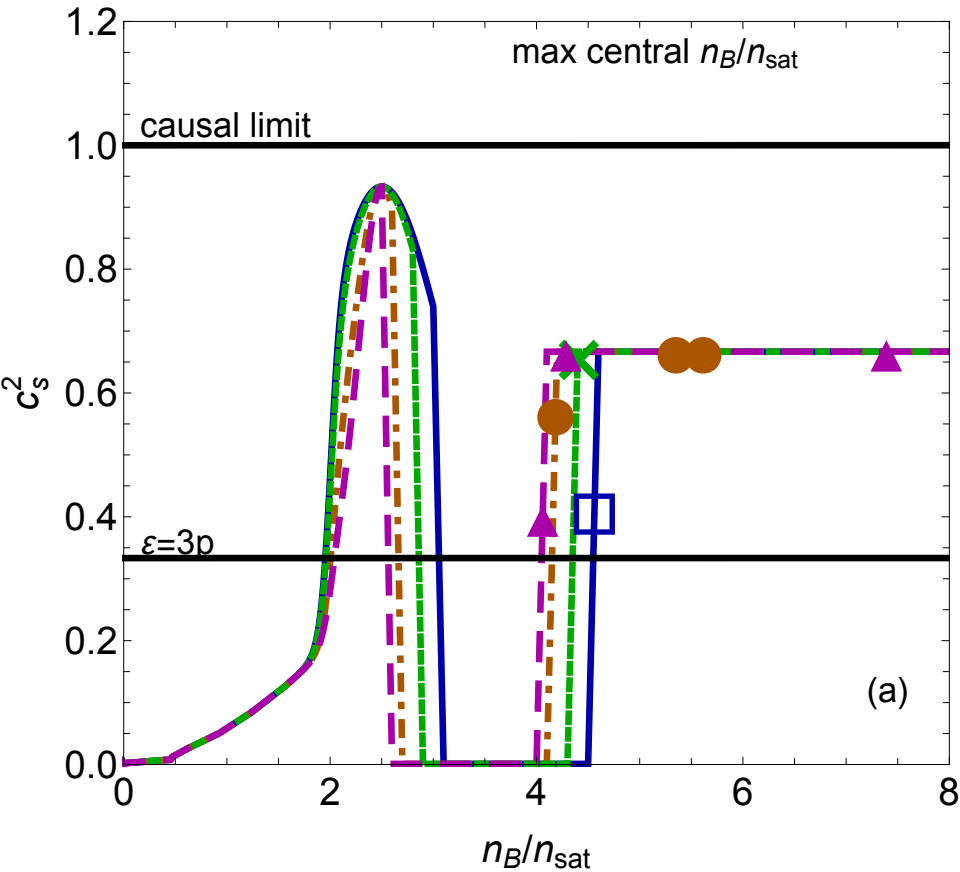 1.2
max central n_B/n_sat
causal limit
1.0
0.8
c_s^2
0.6
0.4
ε=3p
0.2
(a)
0.0
0 2 4 6 8
n_B/n_sat